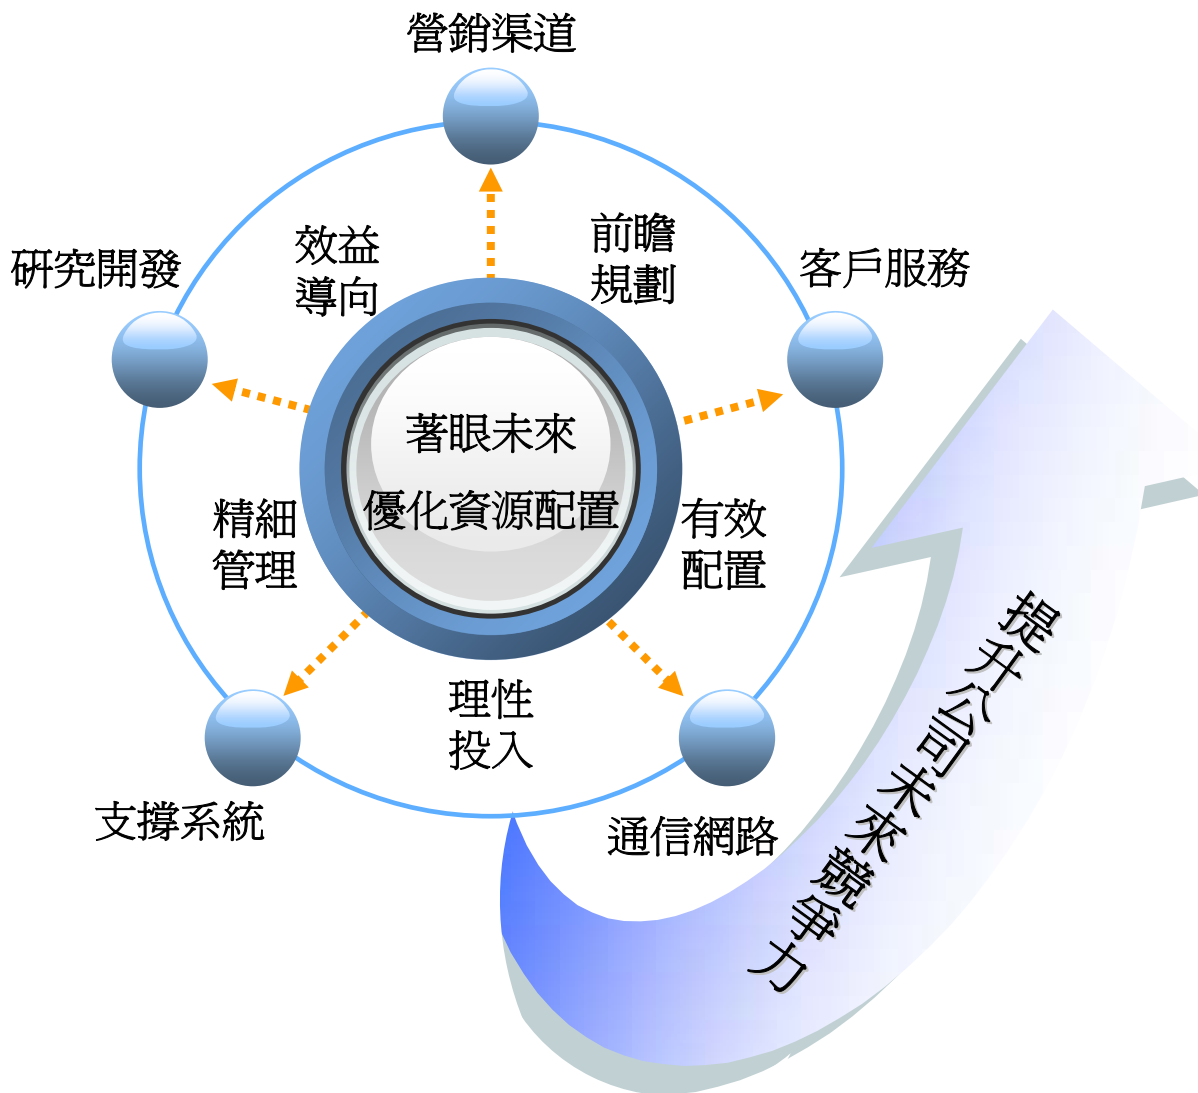 營銷渠道
研究開發
效益
導向
前瞻
規劃
客戶服務
著眼未來
優化資源配置
精細
管理
有效
配置
理性
投入
支撐系統
通信網路
提升公司未來競爭力